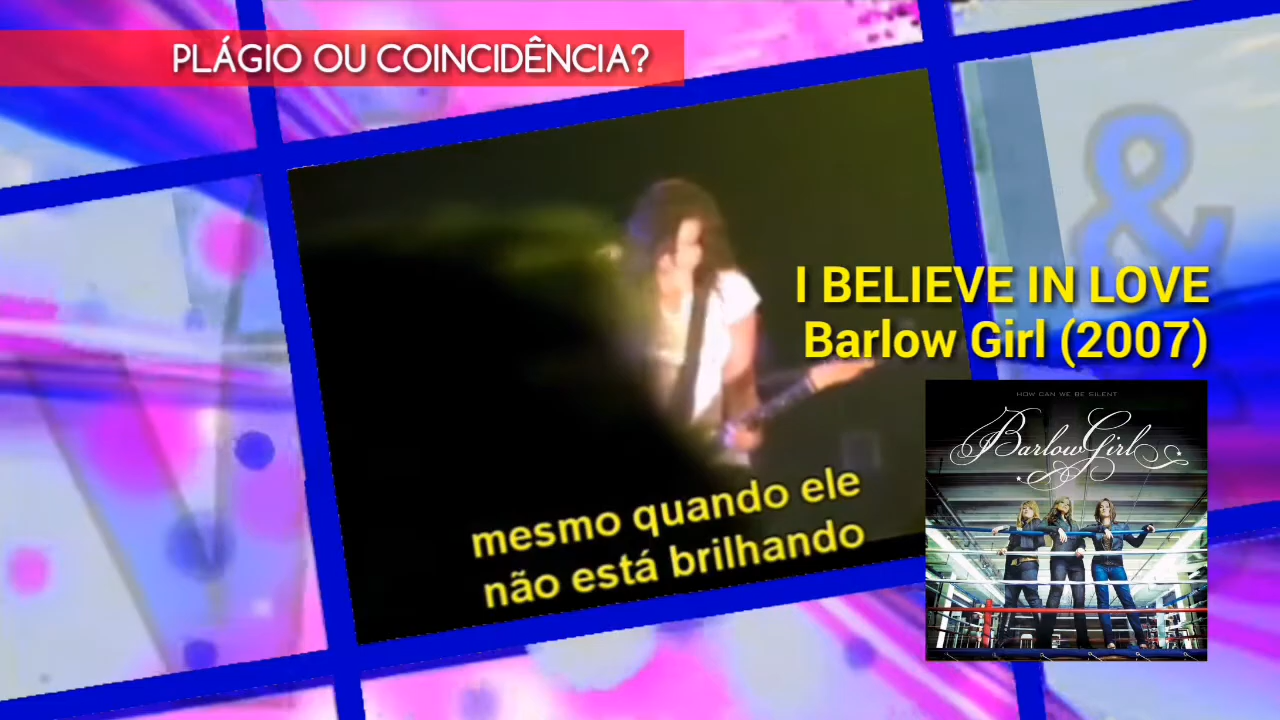 PLÁGIO OU COINCIDÊNCIA?
&
I BELIEVE IN LOVE
Barlow Girl (2007)
HOW CAN WE BE SILENT
BarlowGirl
mesmo quando ele
não está brilhando
V